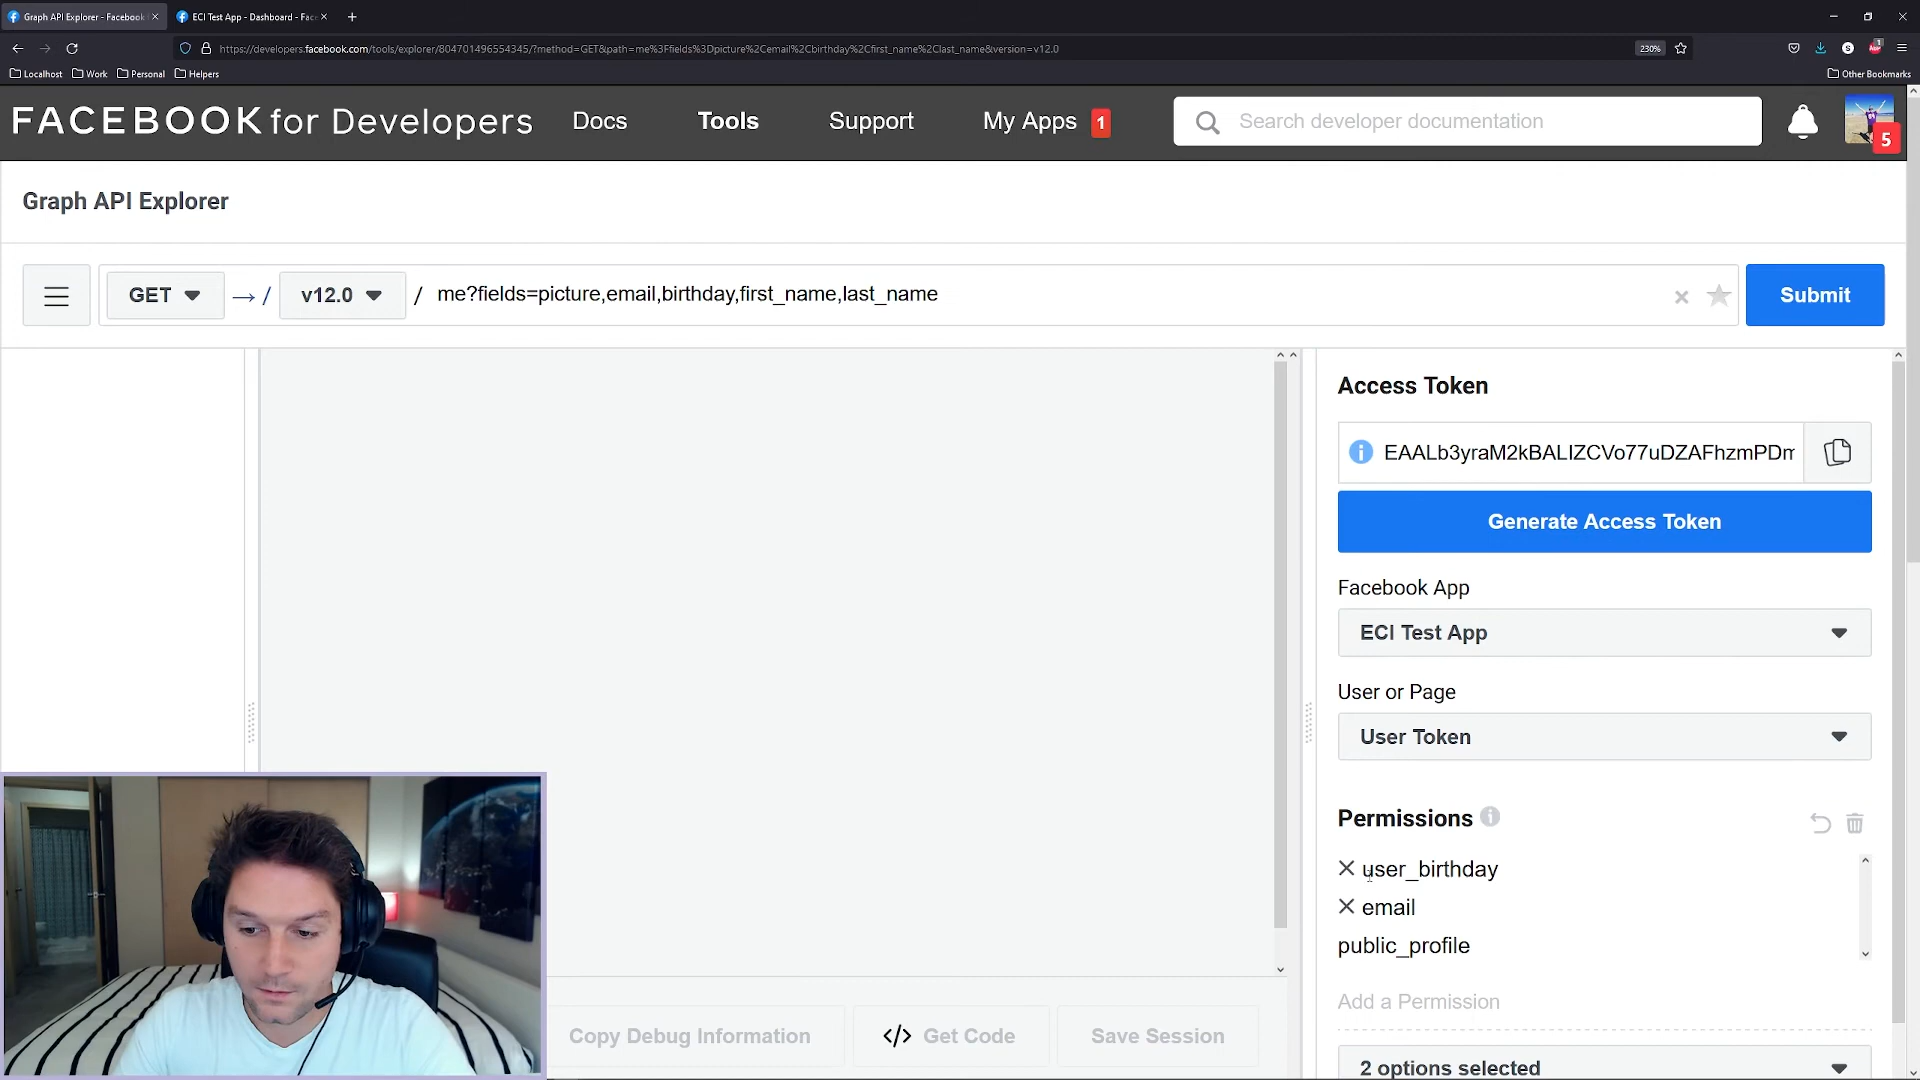 Graph API Explorer - Facebook
ECI Test App - Dashboard - Fac
https://developers.facebook.com/tools/explorer/804701496554345/?method=GET&path=me%3Ffields%3Dpicture%2Cemail%2Cbirthday%2Cfirst_name%2Clast_name&version=v12.0
230%
Localhost
Work
Personal
Helpers
Other Bookmarks
FACEBOOK for Developers
Docs
Tools
Support
My Apps 1
Search developer documentation
5
Graph API Explorer
GET → / v12.0 / me?fields=picture,email,birthday,first_name,last_name
Submit
Access Token
EAALb3yraM2kBALIZCVo77uDZAFhzmPDm
Generate Access Token
Facebook App
ECI Test App
User or Page
User Token
Permissions
user_birthday
email
public_profile
Add a Permission
2 options selected
Copy Debug Information
</> Get Code
Save Session